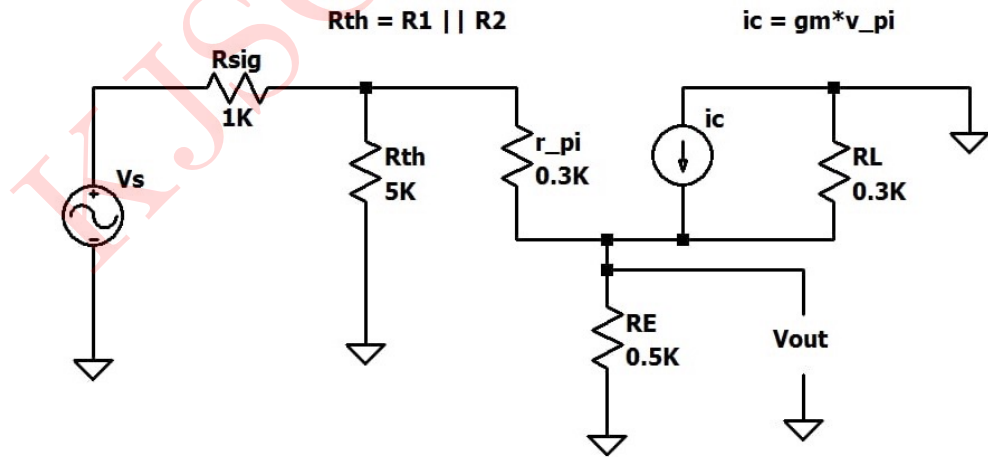 Rth = R1 || R2
ic = gm*v_pi
Rsig
1K
Vs
Rth
5K
r_pi
0.3K
ic
RL
0.3K
RE
0.5K
Vout
KJSC